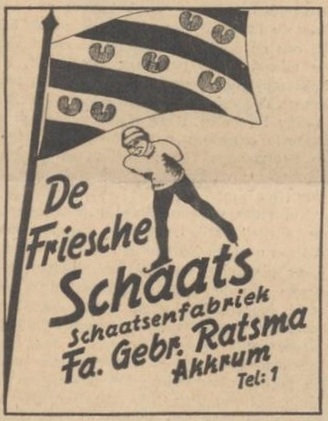 De
Friesche
Schaats
Schaatsenfabriek
Fa. Gebr. Ratsma
Akkrum
Tel: 1